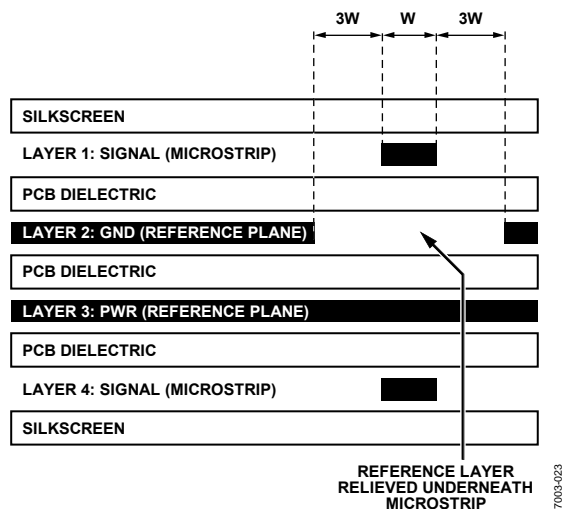 3W W 3W
SILKSCREEN
LAYER 1: SIGNAL (MICROSTRIP)
PCB DIELECTRIC
LAYER 2: GND (REFERENCE PLANE)
PCB DIELECTRIC
LAYER 3: PWR (REFERENCE PLANE)
PCB DIELECTRIC
LAYER 4: SIGNAL (MICROSTRIP)
SILKSCREEN
REFERENCE LAYER
RELIEVED UNDERNEATH
MICROSTRIP
7003-023